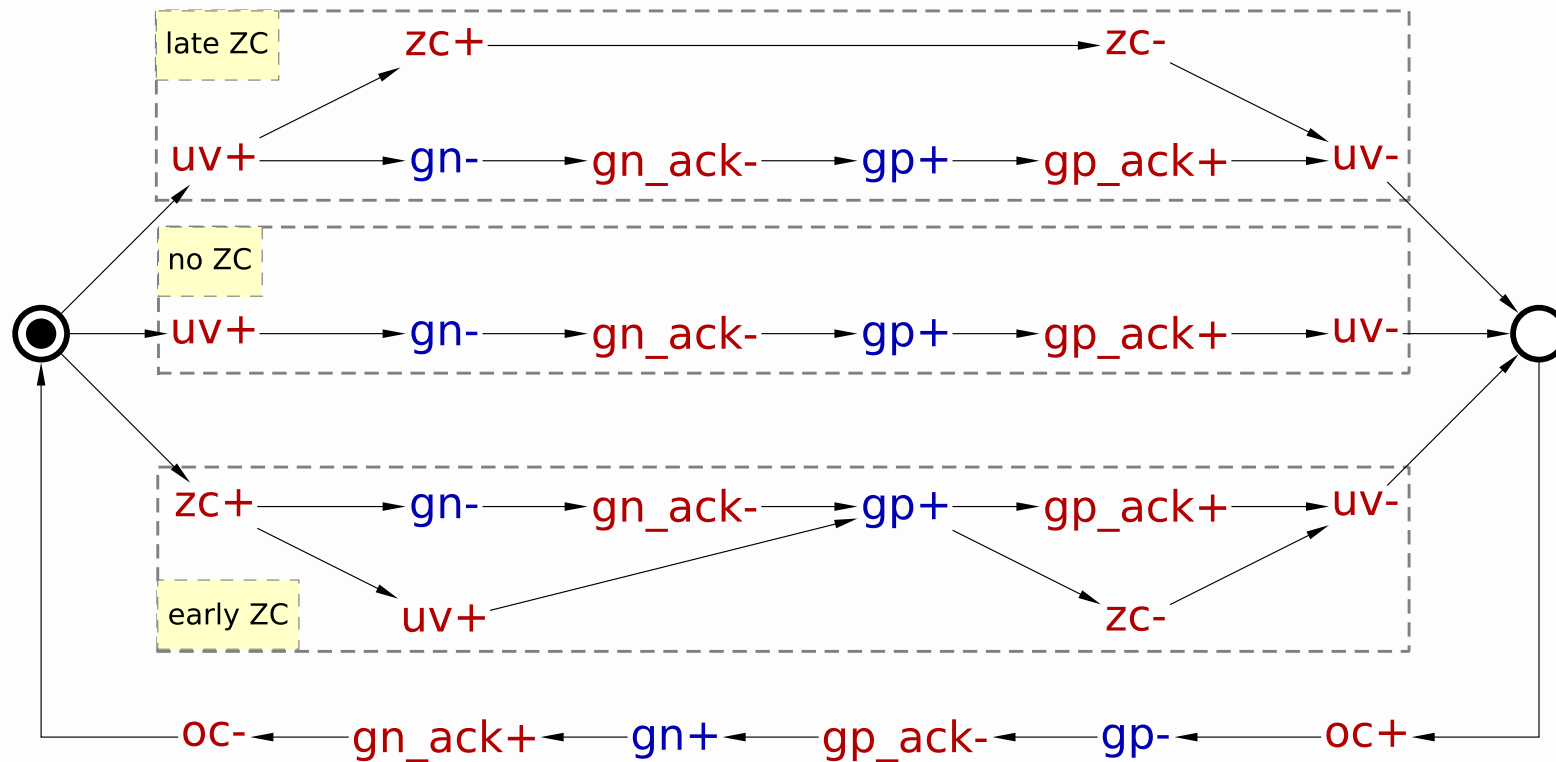 late ZC
zc+ zc-
uv+ gn- gn_ack- gp+ gp_ack+ uv-
no ZC
uv+ gn- gn_ack- gp+ gp_ack+ uv-
zc+ gn- gn_ack- gp+ gp_ack+ uv-
early ZC
uv+ zc-
oc- gn_ack+ gn+ gp_ack- gp- oc+